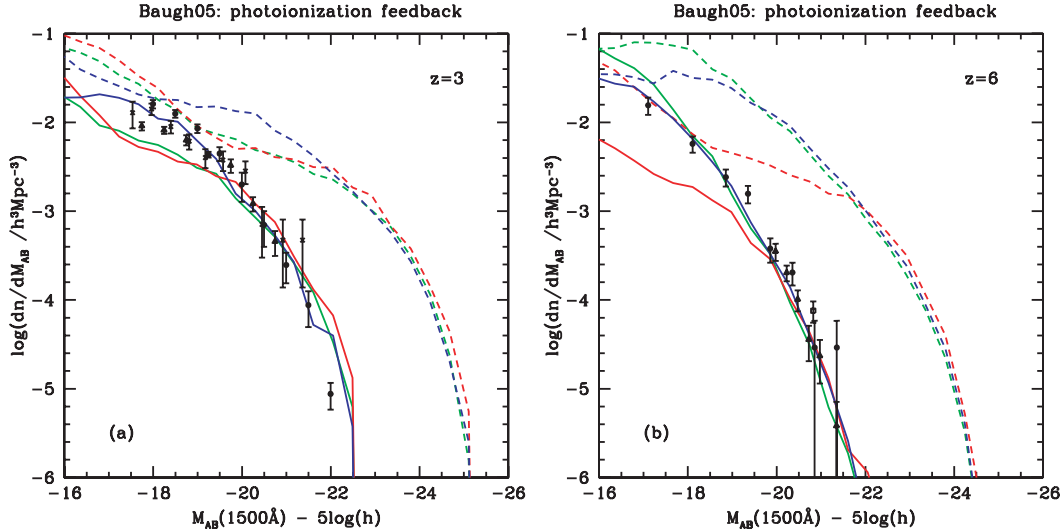 Baugh05: photoionization feedback
-1
-2
-3
-4
-5
-6
log(dn/dM_AB /h³Mpc⁻³)
z=3
(a)
-16
-18
-20
-22
-24
-26
M_AB(1500Å) - 5log(h)
Baugh05: photoionization feedback
-1
-2
-3
-4
-5
-6
log(dn/dM_AB /h³Mpc⁻³)
z=6
(b)
-16
-18
-20
-22
-24
-26
M_AB(1500Å) - 5log(h)